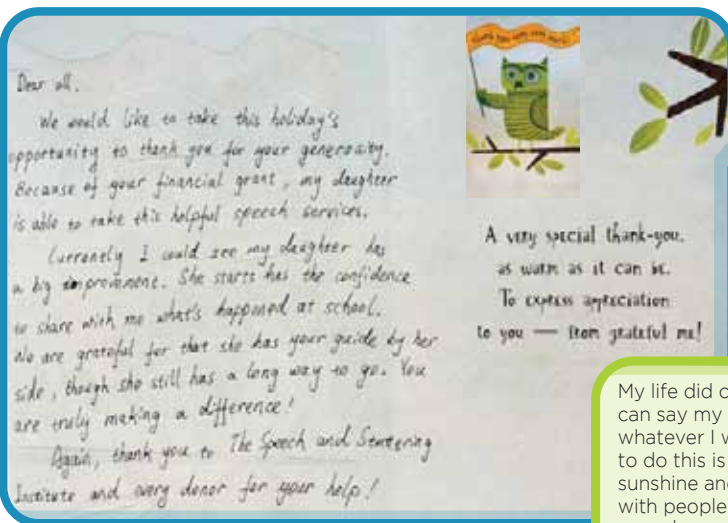 Dear all,
We would like to take this holiday's
opportunity to thank you for your generosity.
Because of your financial grant, my daughter
is able to take this helpful speech services.
Currently I could see my daughter has
a big improvement. She starts has the confidence
to share with me what's happened at school.
We are grateful for that she has your guide by her
side, though she still has a long way to go. You
are truly making a difference!
Again, thank you to The Speech and Stuttering
Institute and every donor for your help!
thank you very very much!
A very special thank-you,
as warm as it can be.
To express appreciation
to you — from grateful me!
My life did
can say my
whatever I
to do this is
sunshine and
with people